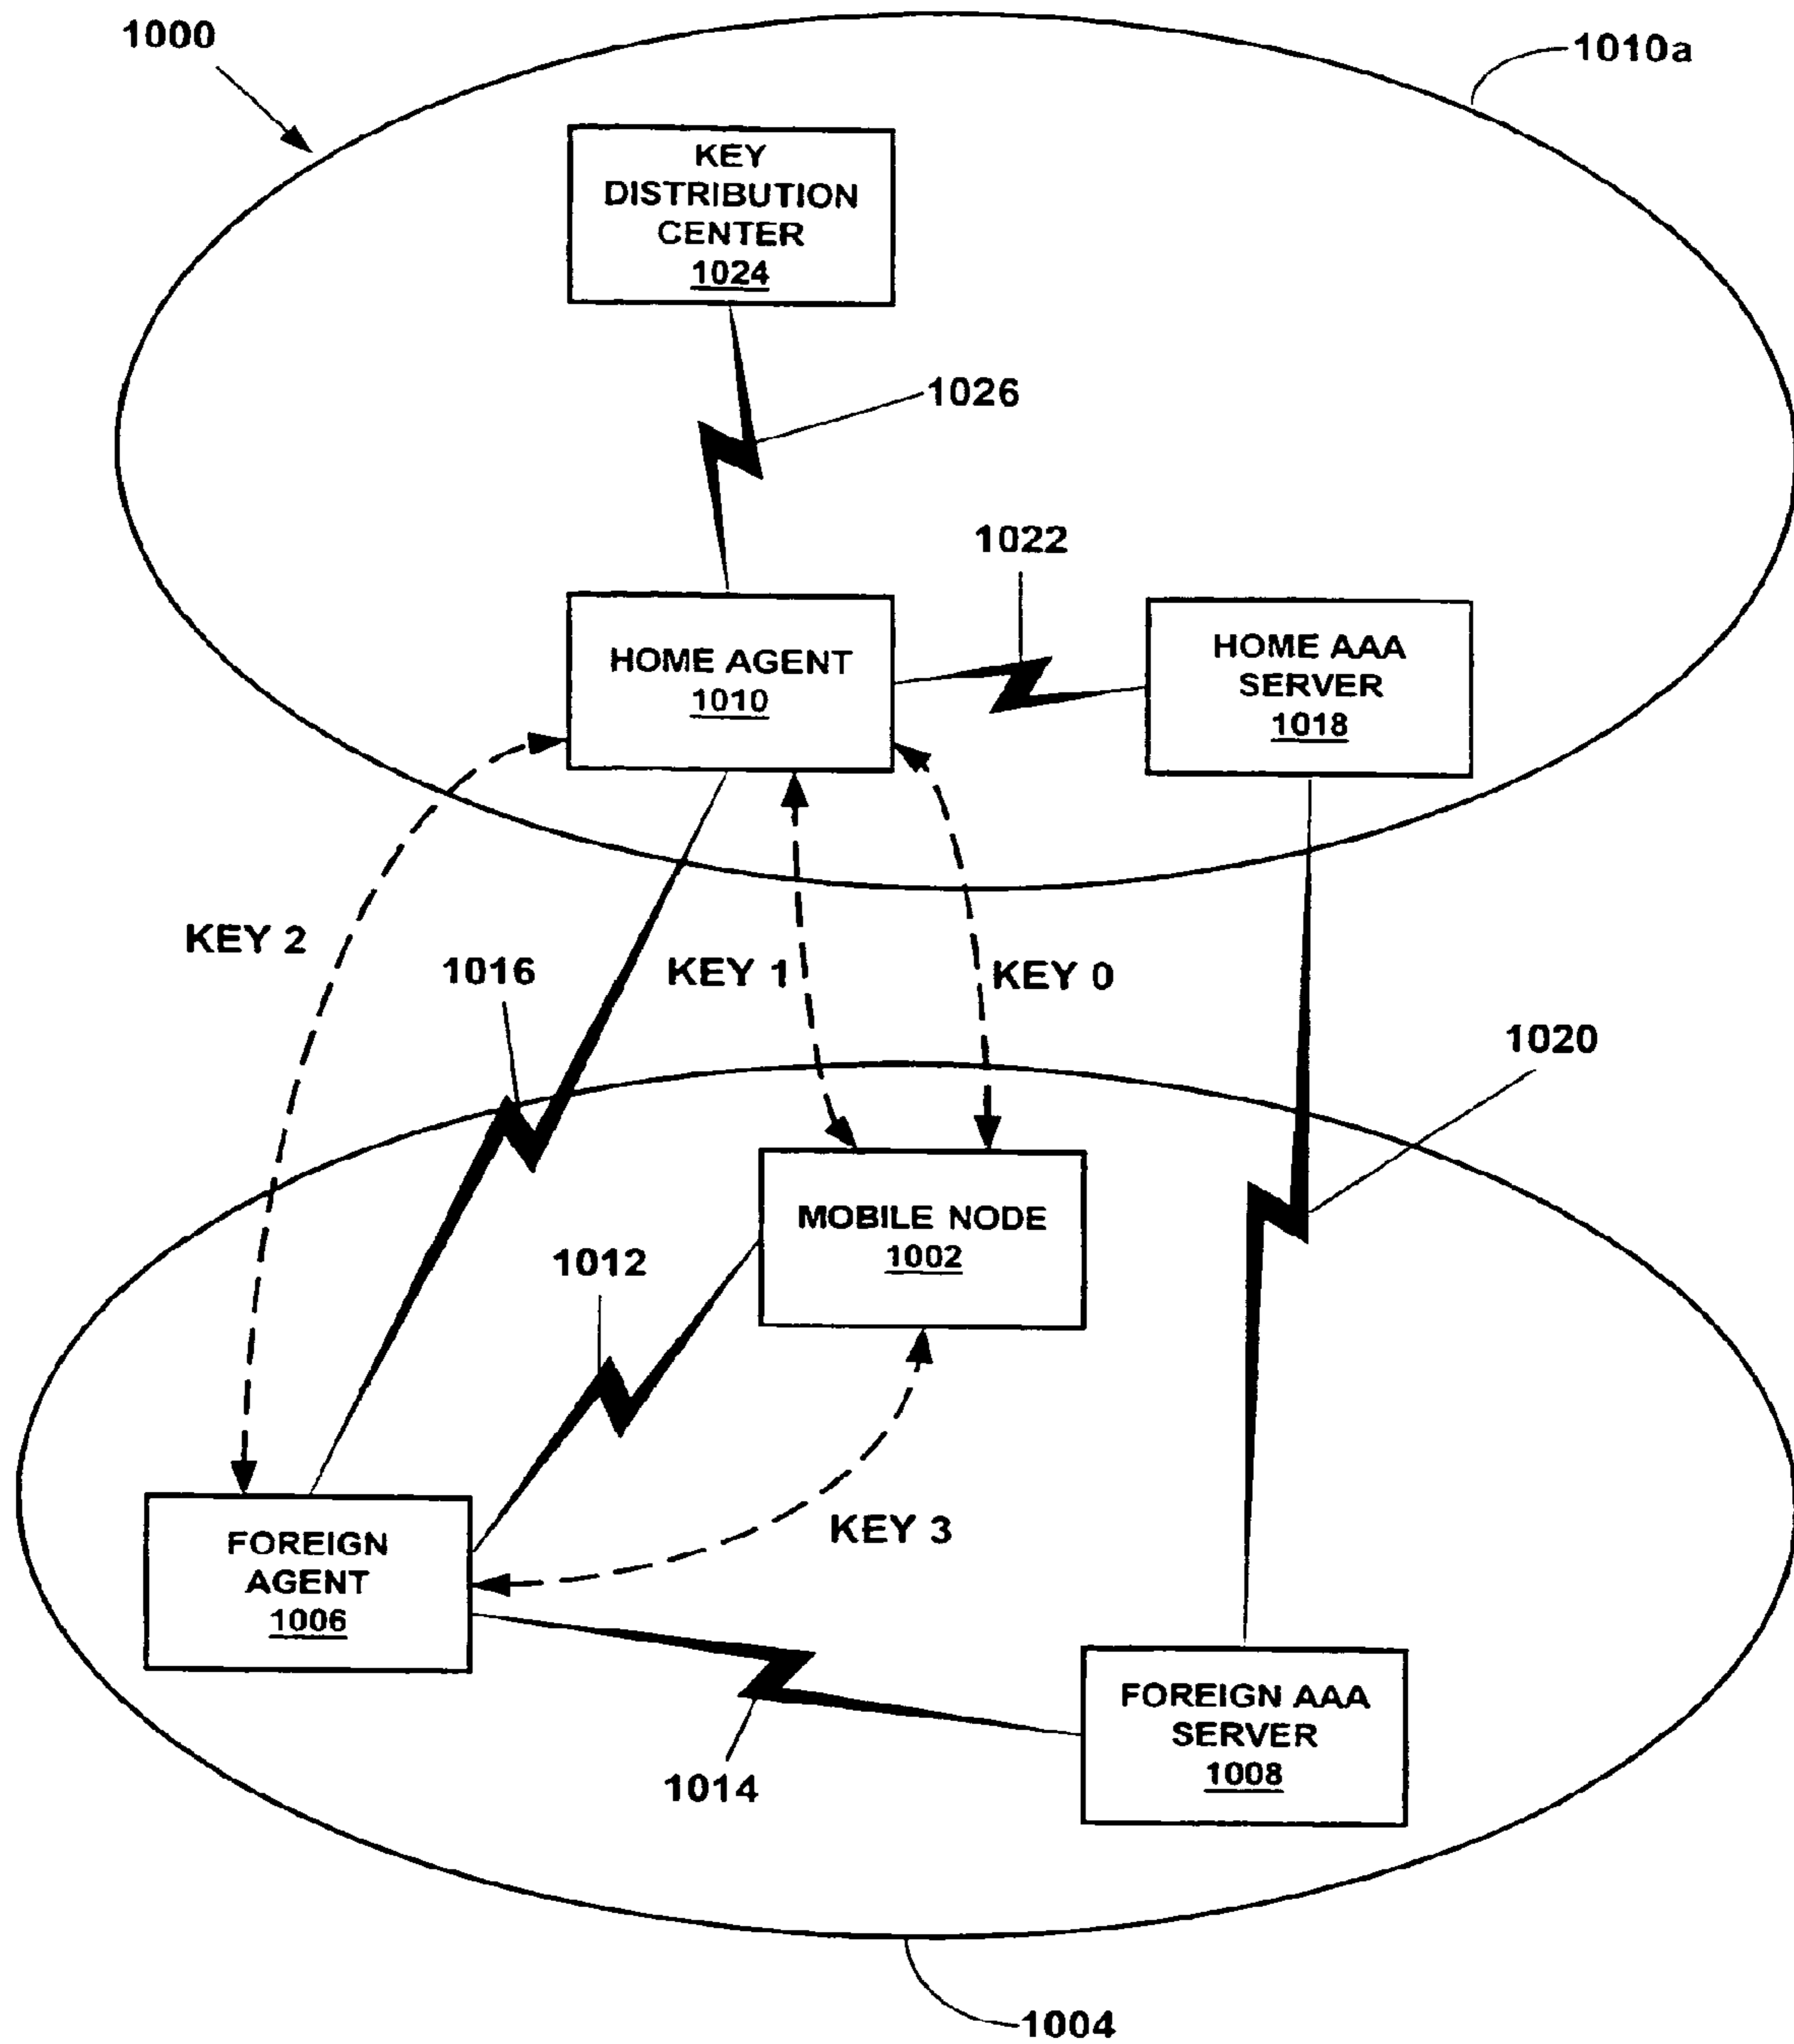 1000
1010a
KEY
DISTRIBUTION
CENTER
1024
1026
1022
HOME AGENT
1010
HOME AAA
SERVER
1018
KEY 2
1016
KEY 1
KEY 0
1020
MOBILE NODE
1002
1012
KEY 3
FOREIGN
AGENT
1006
FOREIGN AAA
SERVER
1008
1014
1004